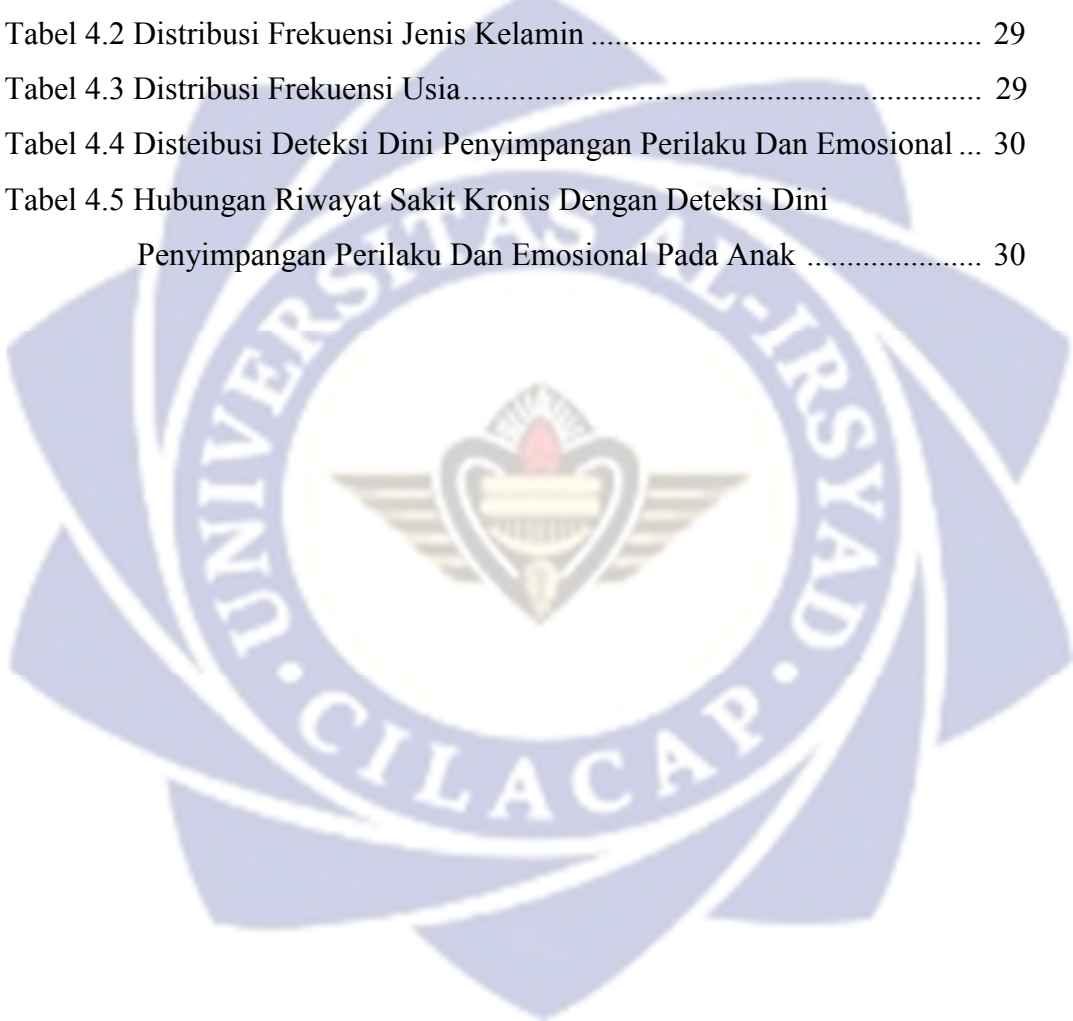 Tabel 4.2 Distribusi Frekuensi Jenis Kelamin ................................................................ 29
Tabel 4.3 Distribusi Frekuensi Usia..................................................................................... 29
Tabel 4.4 Disteibusi Deteksi Dini Penyimpangan Perilaku Dan Emosional ... 30
Tabel 4.5 Hubungan Riwayat Sakit Kronis Dengan Deteksi Dini
Penyimpangan Perilaku Dan Emosional Pada Anak ..................... 30
UNIVERSITAS AL-IRSYAD
• CILACAP •